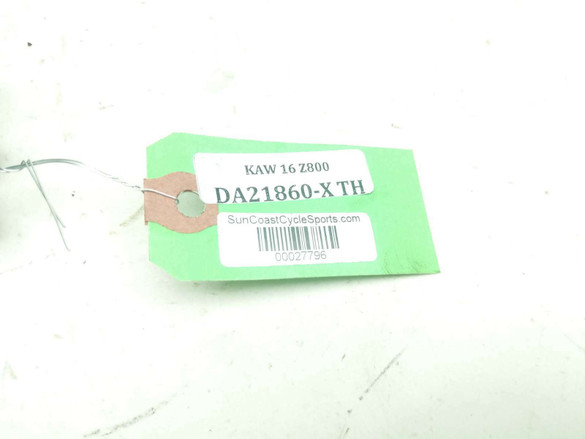 KAW 16 Z800
DA21860-X TH
SunCoastCycleSports.com
00027796